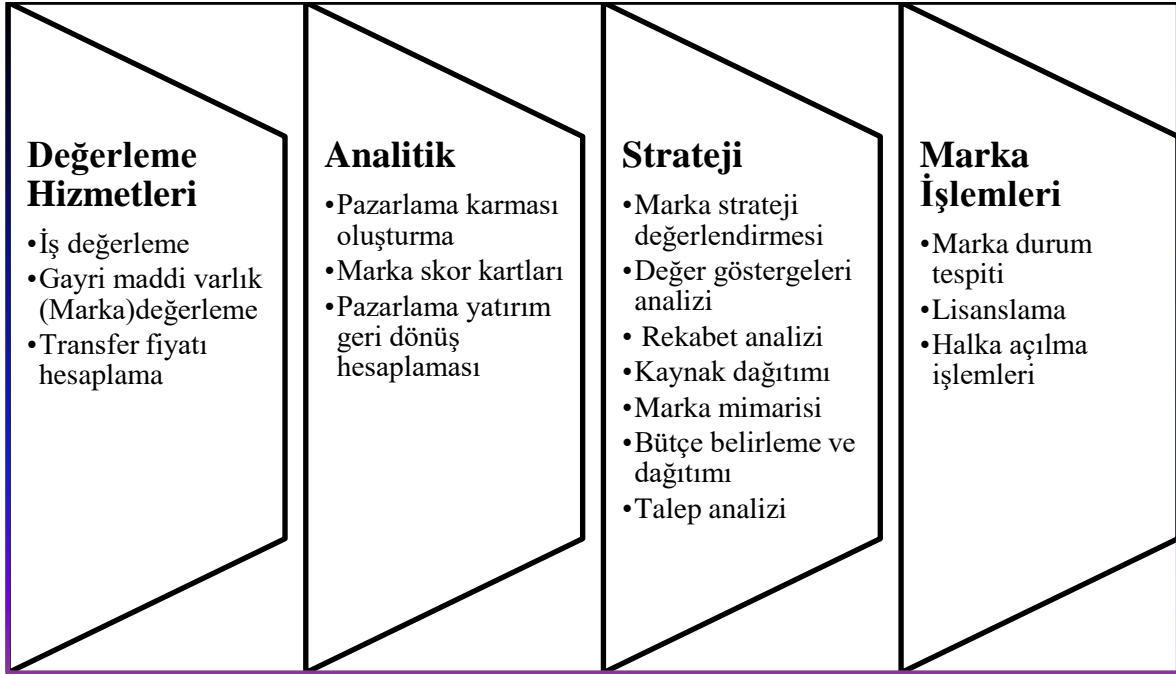 Değerleme
Hizmetleri
•İş değerleme
•Gayri maddi varlık
(Marka)değerleme
•Transfer fiyatı
hesaplama
Analitik
•Pazarlama karması
oluşturma
•Marka skor kartları
•Pazarlama yatırım
geri dönüş
hesaplaması
Strateji
•Marka strateji
değerlendirmesi
•Değer göstergeleri
analizi
• Rekabet analizi
•Kaynak dağıtımı
•Marka mimarisi
•Bütçe belirleme ve
dağıtımı
•Talep analizi
Marka
İşlemleri
•Marka durum
tespiti
•Lisanslama
•Halka açılma
işlemleri